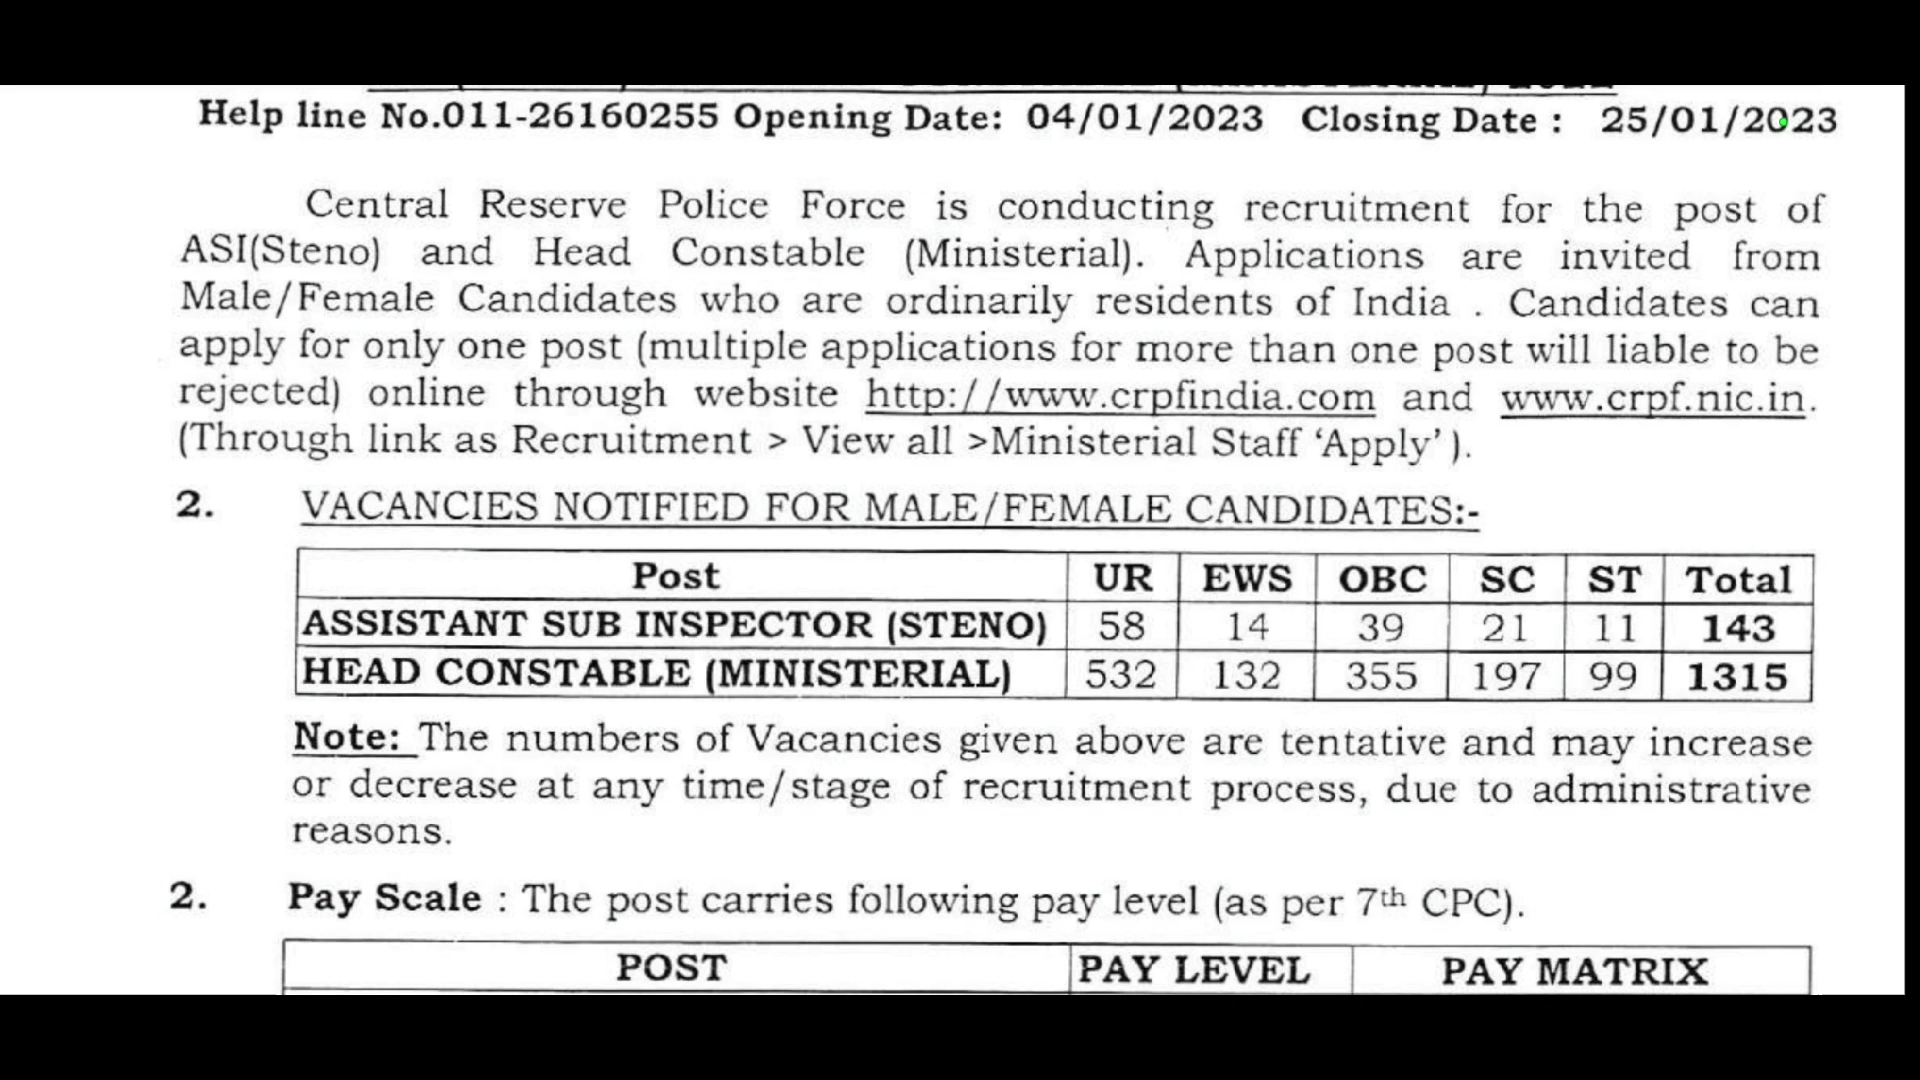 Help line No.011-26160255 Opening Date: 04/01/2023 Closing Date : 25/01/2023
Central Reserve Police Force is conducting recruitment for the post of
ASI(Steno) and Head Constable (Ministerial). Applications are invited from
Male/Female Candidates who are ordinarily residents of India . Candidates can
apply for only one post (multiple applications for more than one post will liable to be
rejected) online through website http://www.crpfindia.com and www.crpf.nic.in.
(Through link as Recruitment > View all >Ministerial Staff ‘Apply’ ).
2. VACANCIES NOTIFIED FOR MALE/FEMALE CANDIDATES:-
Post UR EWS OBC SC ST Total
ASSISTANT SUB INSPECTOR (STENO) 58 14 39 21 11 143
HEAD CONSTABLE (MINISTERIAL) 532 132 355 197 99 1315
Note: The numbers of Vacancies given above are tentative and may increase
or decrease at any time/stage of recruitment process, due to administrative
reasons.
2. Pay Scale : The post carries following pay level (as per 7th CPC).
POST PAY LEVEL PAY MATRIX